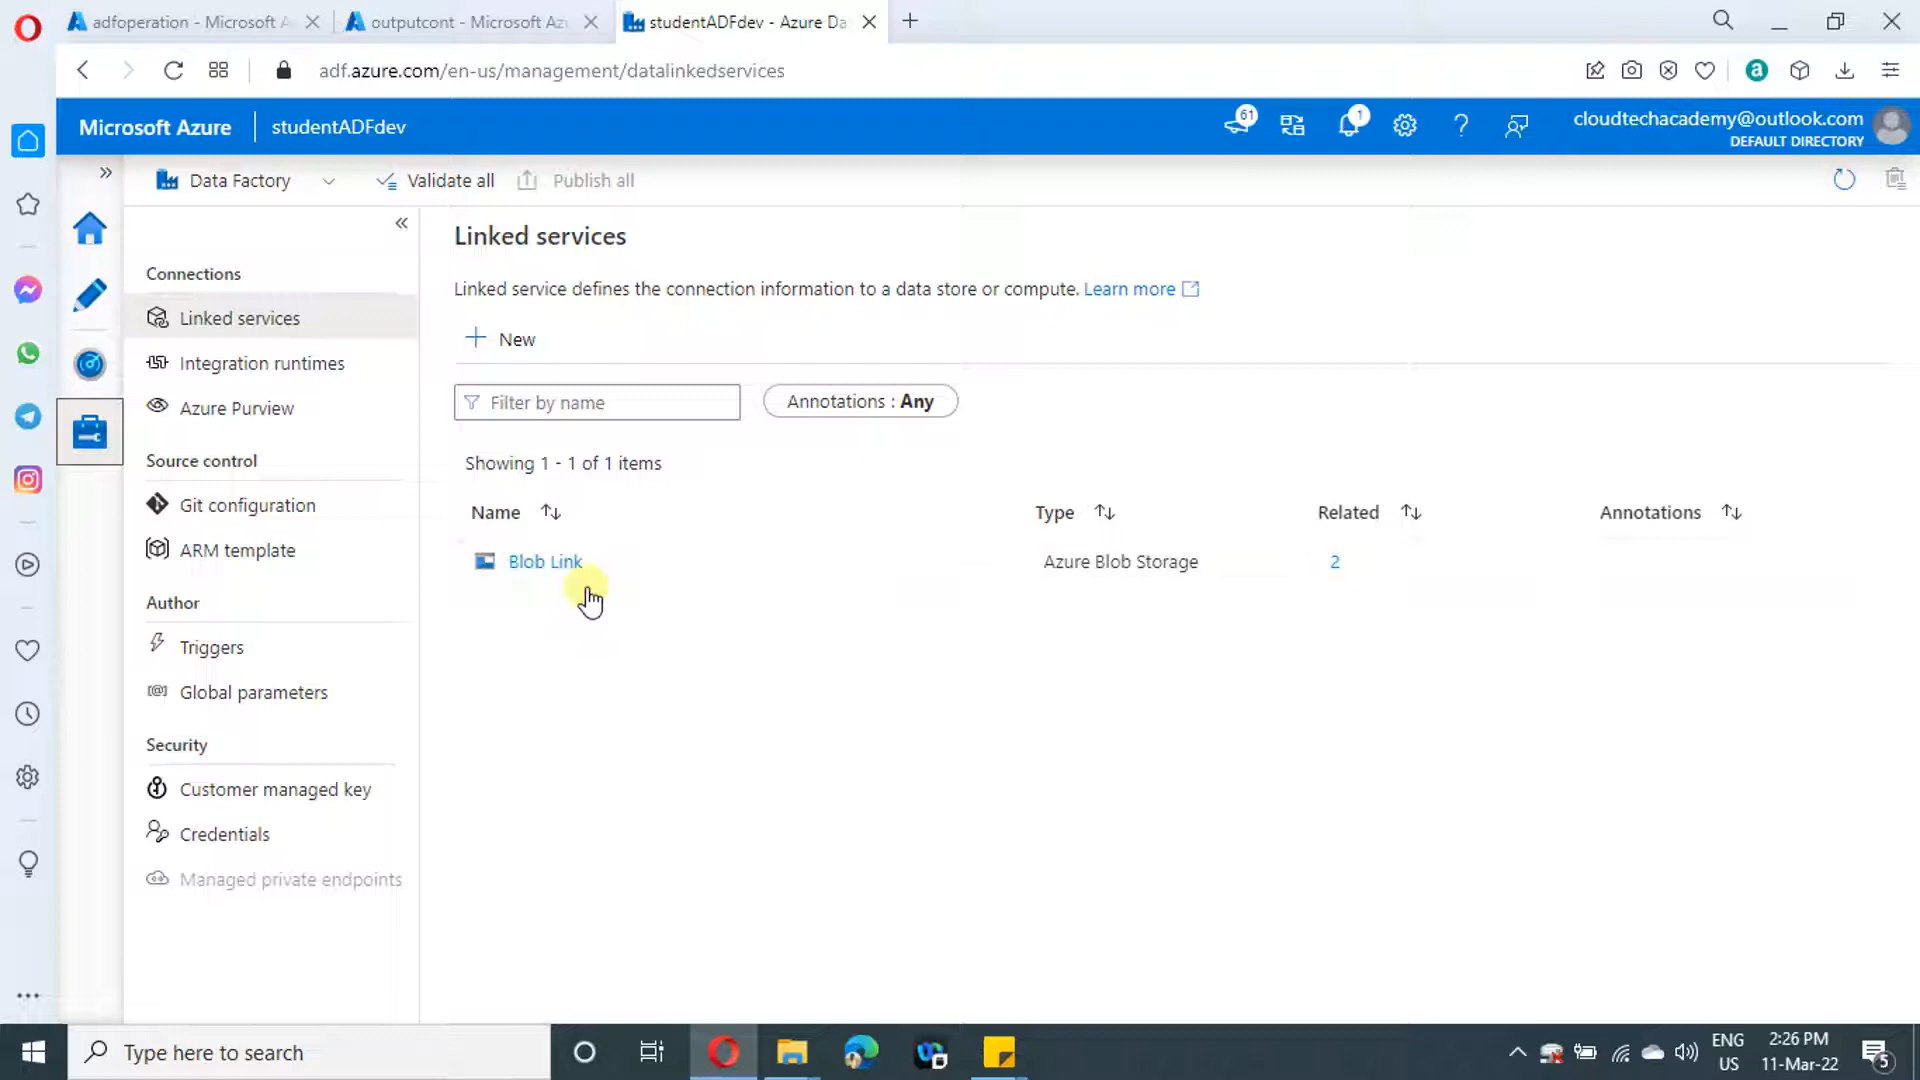 adfoperation - Microsoft A
outputcont - Microsoft Az
studentADFdev - Azure Da
adf.azure.com/en-us/management/datalinkedservices
Microsoft Azure
studentADFdev
61
1
cloudtechacademy@outlook.com
DEFAULT DIRECTORY
Data Factory
Validate all
Publish all
Connections
Linked services
Integration runtimes
Azure Purview
Source control
Git configuration
ARM template
Author
Triggers
Global parameters
Security
Customer managed key
Credentials
Managed private endpoints
Linked services
Linked service defines the connection information to a data store or compute. Learn more
New
Filter by name
Annotations : Any
Showing 1 - 1 of 1 items
Name
Type
Related
Annotations
Blob Link
Azure Blob Storage
2
Type here to search
ENG
US
2:26 PM
11-Mar-22
5